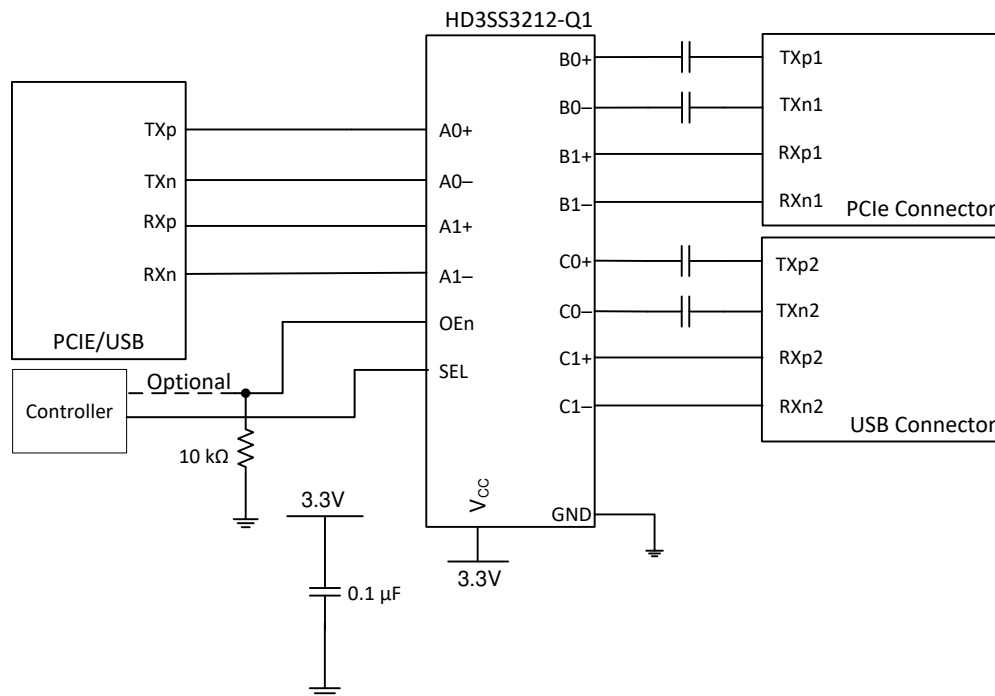 HD3SS3212-Q1
TXp
TXn
RXp
RXn
PCIE/USB
Controller
Optional
10 kΩ
3.3V
0.1 µF
A0+
A0–
A1+
A1–
OEn
SEL
VCC
GND
3.3V
B0+
B0–
B1+
B1–
C0+
C0–
C1+
C1–
TXp1
TXn1
RXp1
RXn1
PCIe Connector
TXp2
TXn2
RXp2
RXn2
USB Connector